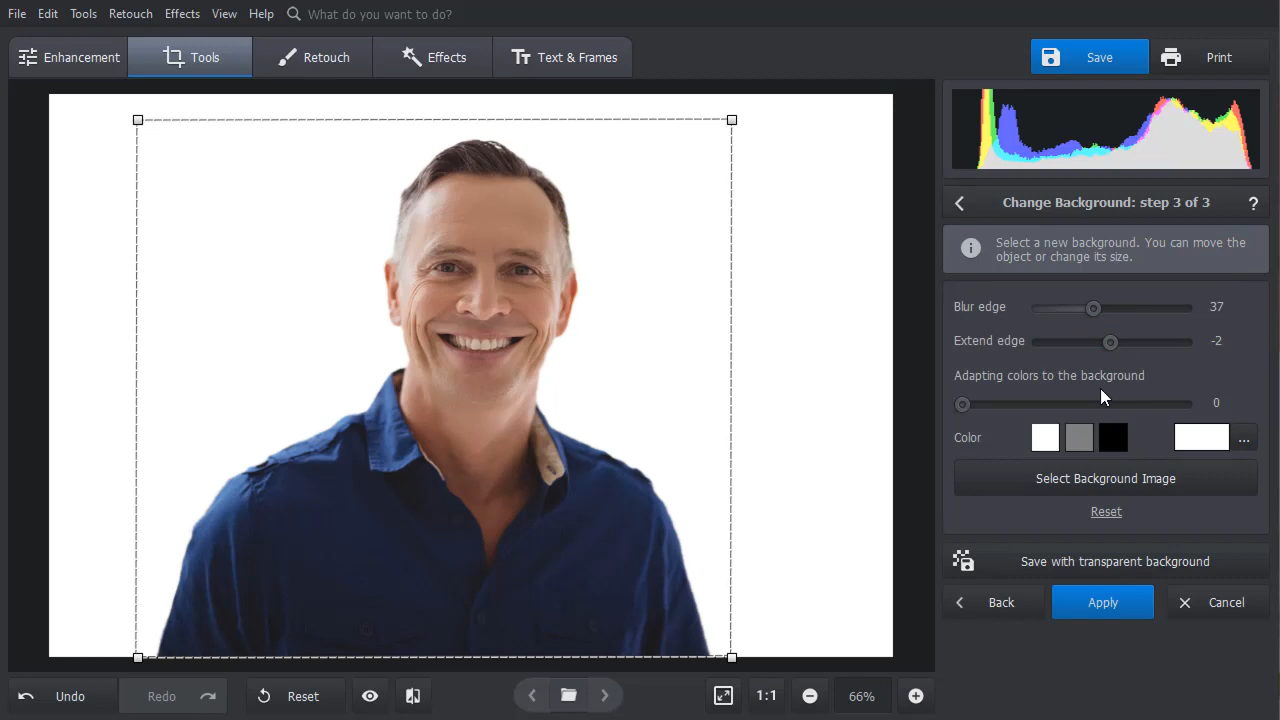 File Edit Tools Retouch Effects View Help What do you want to do?
Enhancement Tools Retouch Effects Text & Frames Save Print
Change Background: step 3 of 3 ?
Select a new background. You can move the
object or change its size.
Blur edge 37
Extend edge -2
Adapting colors to the background
0
Color ...
Select Background Image
Reset
Save with transparent background
Back Apply Cancel
Undo Redo Reset 1:1 66%